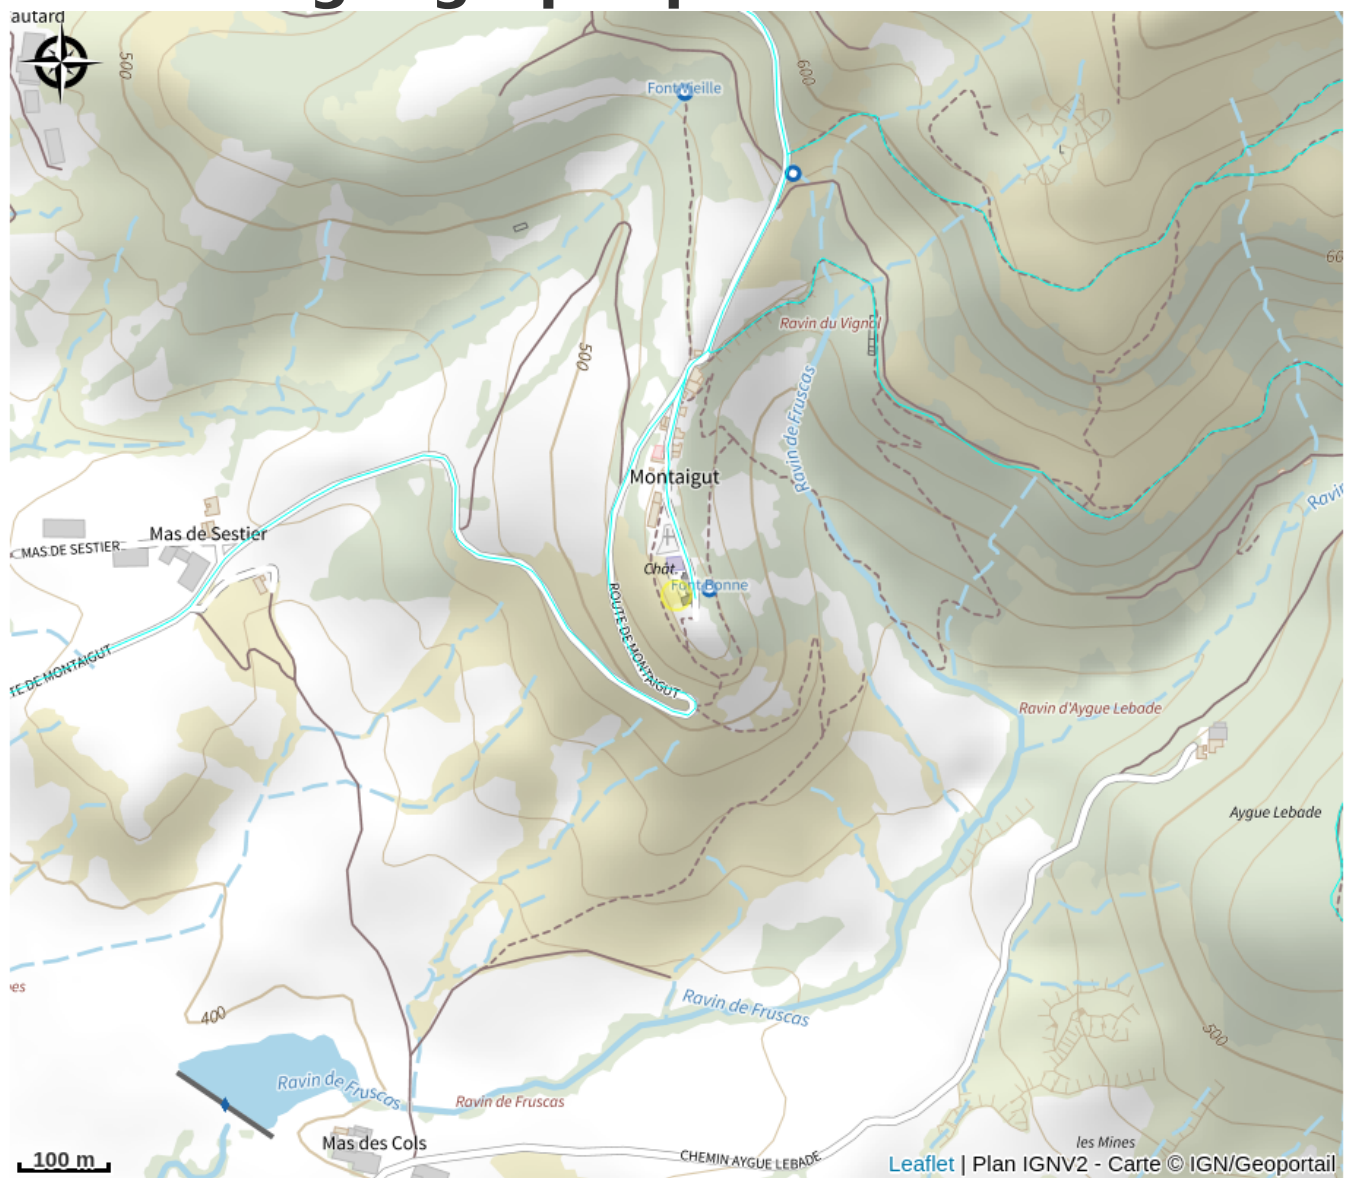 autard
500
600
Font Vieille
60
Ravin du Vignal
500
Ravin de Fruscas
Montaigut
Mas de Sestier
MAS DE SESTIER
Chât.
Font Bonne
ROUTE DE MONTAIGUT
TE DE MONTAIGUT
Ravin
Ravin d'Aygue Lebade
Aygue Lebade
es
400
Ravin de Fruscas
500
Ravin de Fruscas
Ravin de Fruscas
Mas des Cols
les Mines
CHEMIN AYGUE LEBADE
100 m
Leaflet | Plan IGNV2 - Carte © IGN/Geoportail